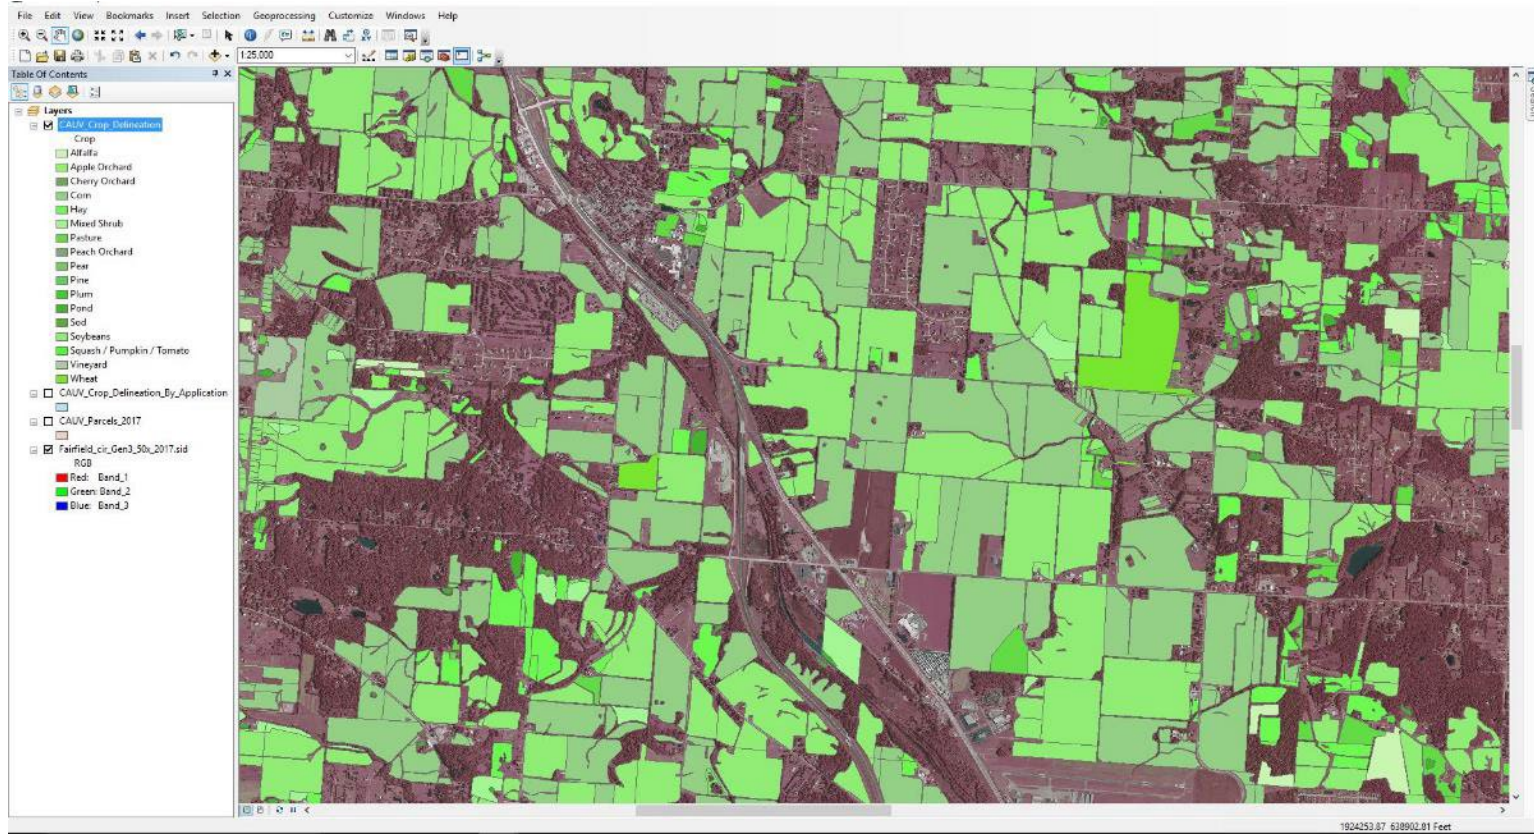 File Edit View Bookmarks Insert Selection Geoprocessing Customize Windows Help
1:25,000
Table Of Contents
Layers
CAUV_Crop_Delineation
Crop
Alfalfa
Apple Orchard
Cherry Orchard
Corn
Hay
Mixed Shrub
Pasture
Peach Orchard
Pear
Pine
Plum
Pond
Sod
Soybeans
Squash / Pumpkin / Tomato
Vineyard
Wheat
CAUV_Crop_Delineation_By_Application
CAUV_Parcels_2017
Fairfield_cir_Gen3_50x_2017.sid
RGB
Red: Band_1
Green: Band_2
Blue: Band_3
1924253.87 638902.81 Feet